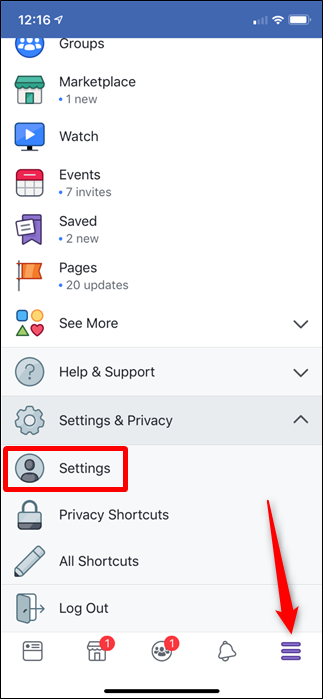 12:16
Groups
Marketplace
• 1 new
Watch
Events
• 7 invites
Saved
• 2 new
Pages
• 20 updates
See More
?
Help & Support
Settings & Privacy
Settings
Privacy Shortcuts
All Shortcuts
Log Out
1
1